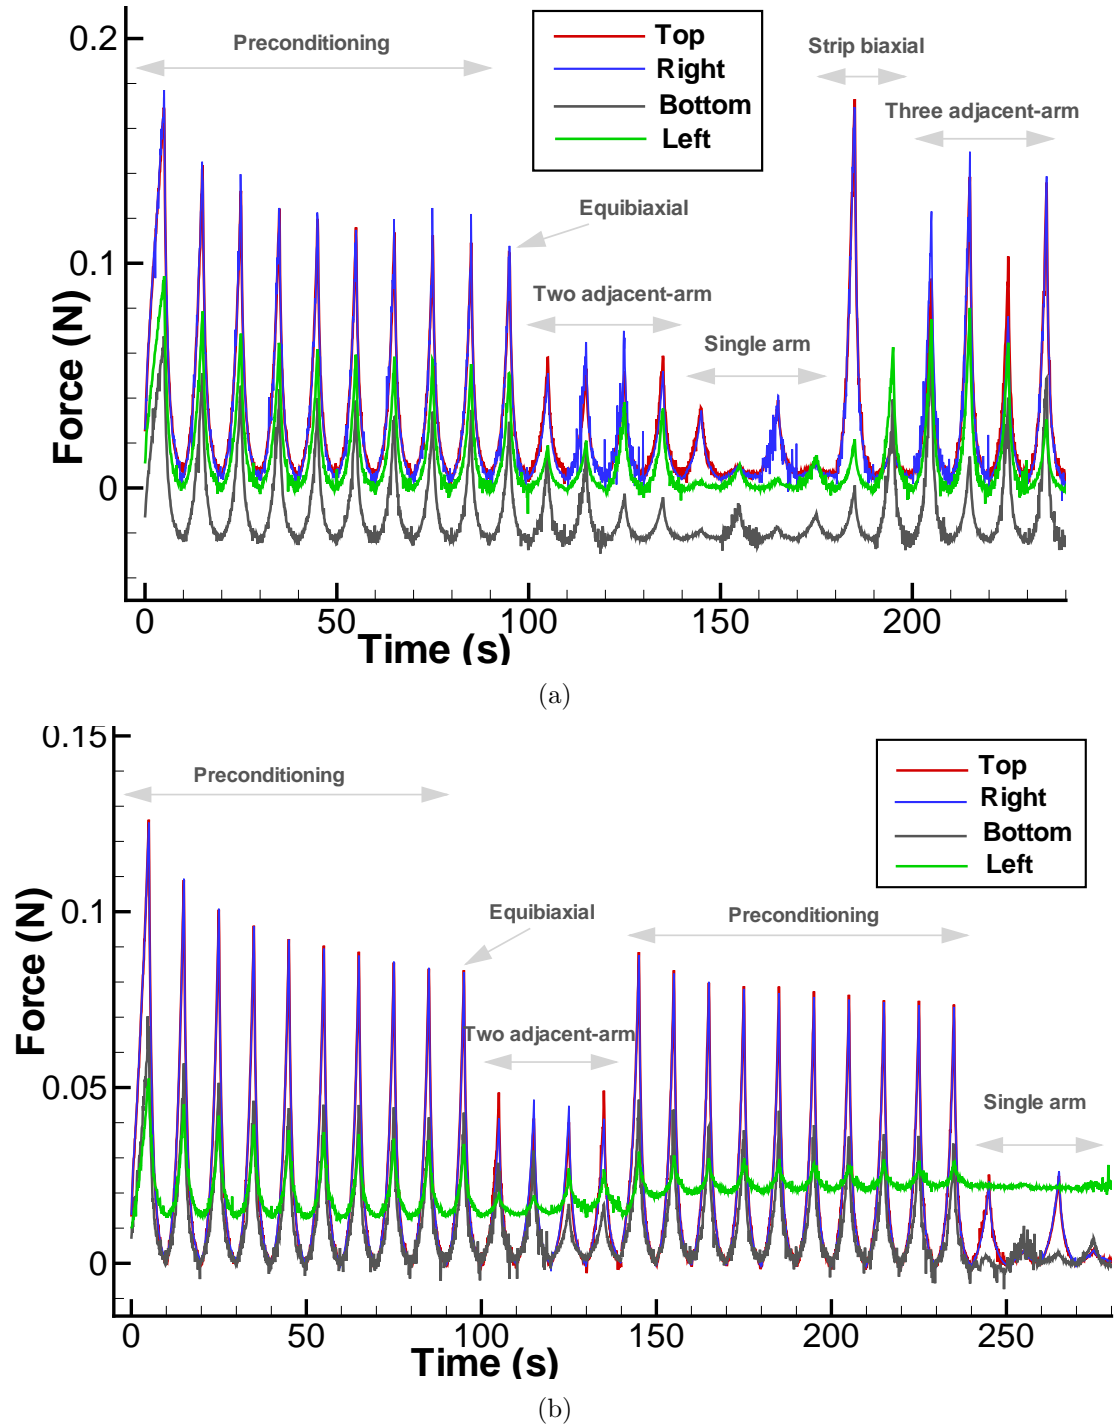 0.2
Preconditioning
Top
Right
Bottom
Left
Strip biaxial
Three adjacent-arm
Equibiaxial
0.1
Two adjacent-arm
Single arm
Force (N)
0
0 50 100 150 200
Time (s)
(a)
0.15
Preconditioning
Top
Right
Bottom
Left
Equibiaxial
Preconditioning
0.1
Two adjacent-arm
Force (N)
0.05
Single arm
0
0 50 100 150 200 250
Time (s)
(b)